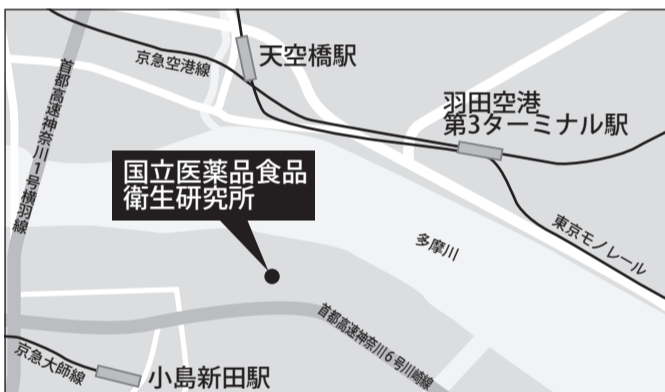 京急空港線
天空橋駅
羽田空港
第3ターミナル駅
首都高速神奈川1号横羽線
国立医薬品食品
衛生研究所
多摩川
東京モノレール
首都高速神奈川6号川崎線
京急大師線
小島新田駅